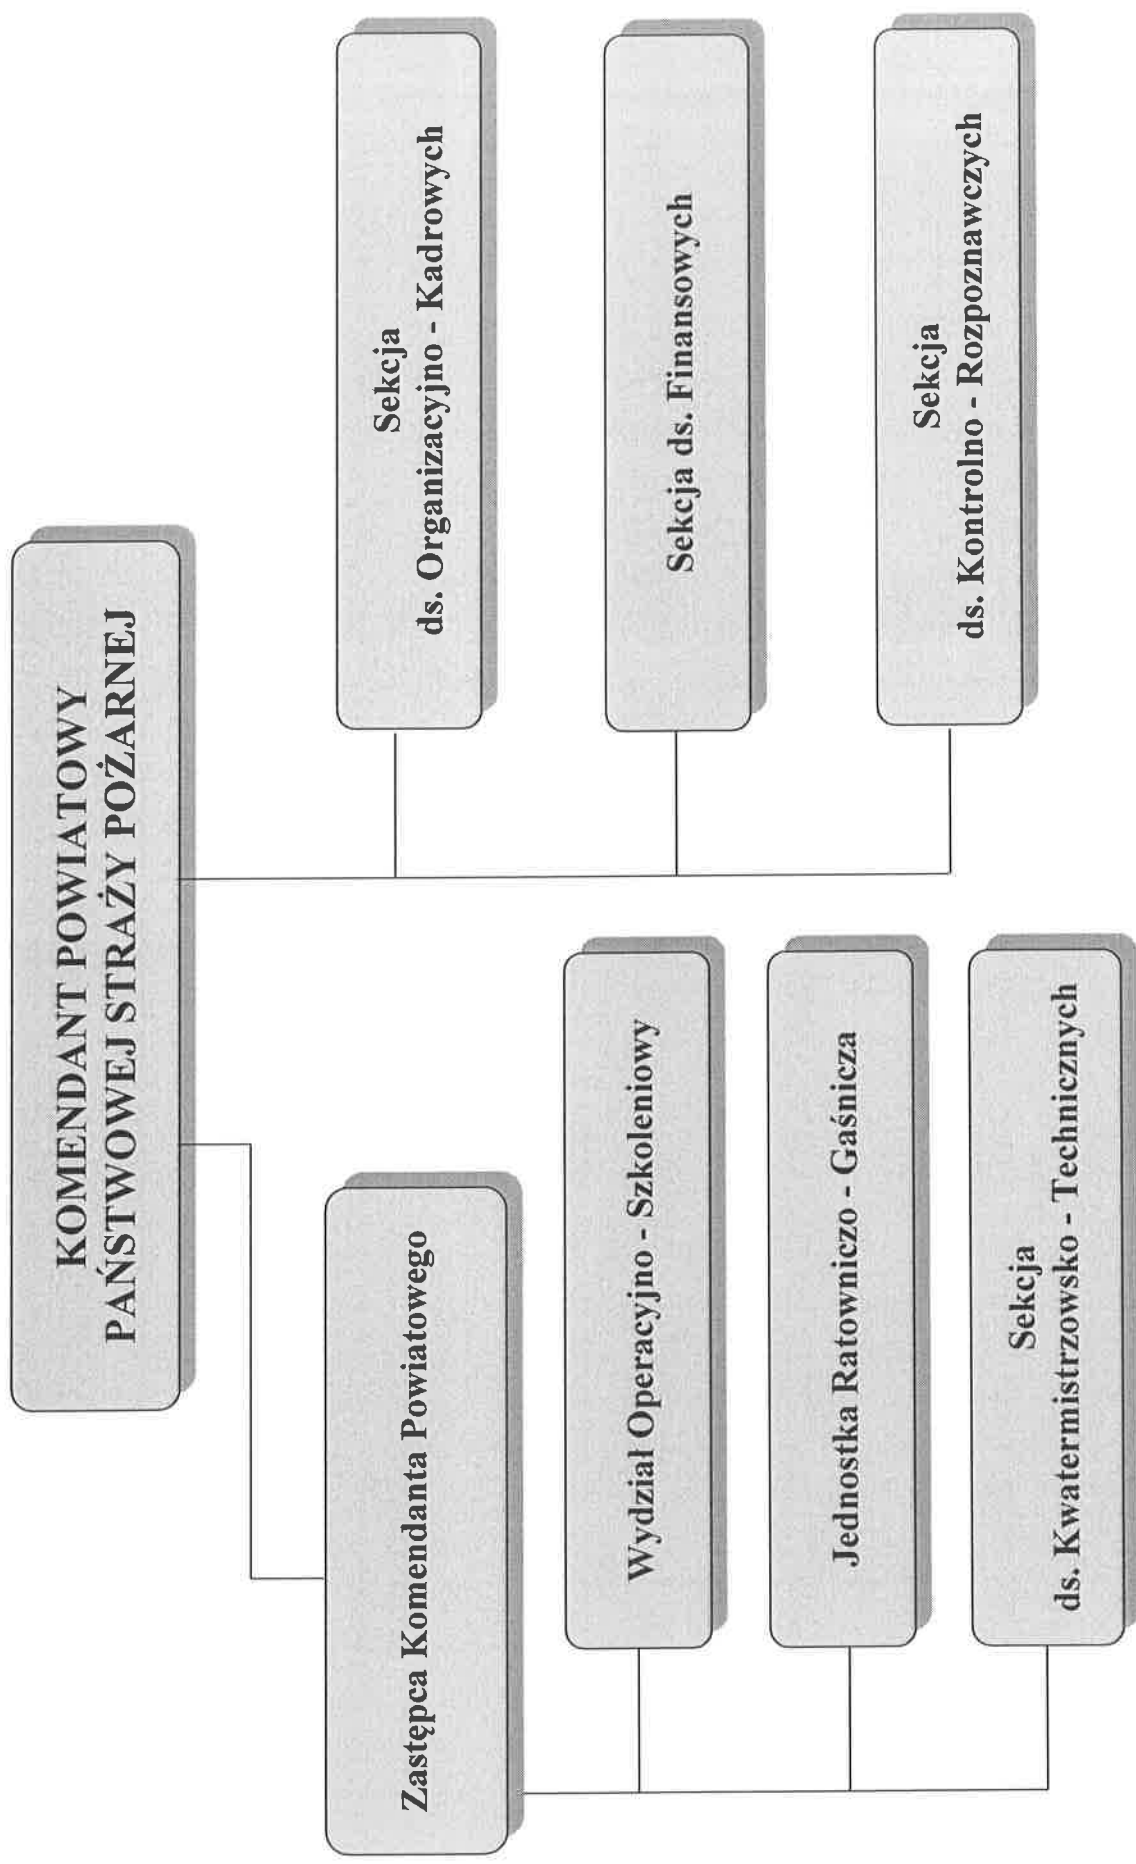 KOMENDANT POWIATOWY
PAŃSTWOWEJ STRAŻY POŻARNEJ
Zastępca Komendanta Powiatowego
Wydział Operacyjno - Szkoleniowy
Jednostka Ratowniczo - Gaśnicza
Sekcja
ds. Kwatermistrzowsko - Technicznych
Sekcja
ds. Organizacyjno - Kadrowych
Sekcja ds. Finansowych
Sekcja
ds. Kontrolno - Rozpoznawczych